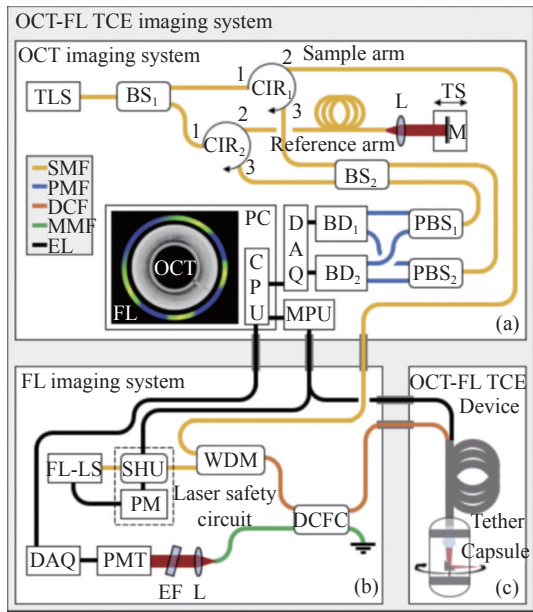 OCT-FL TCE imaging system
OCT imaging system
2
Sample arm
TLS
BS1
1
CIR1
3
TS
L
M
1
2
CIR2
3
Reference arm
BS2
SMF
PMF
DCF
MMF
EL
OCT
FL
PC
CPU
DAQ
MPU
BD1
BD2
PBS1
PBS2
(a)
FL imaging system
FL-LS
SHU
PM
WDM
Laser safety
circuit
DCFC
DAQ
PMT
EF
L
(b)
OCT-FL TCE
Device
Tether
Capsule
(c)